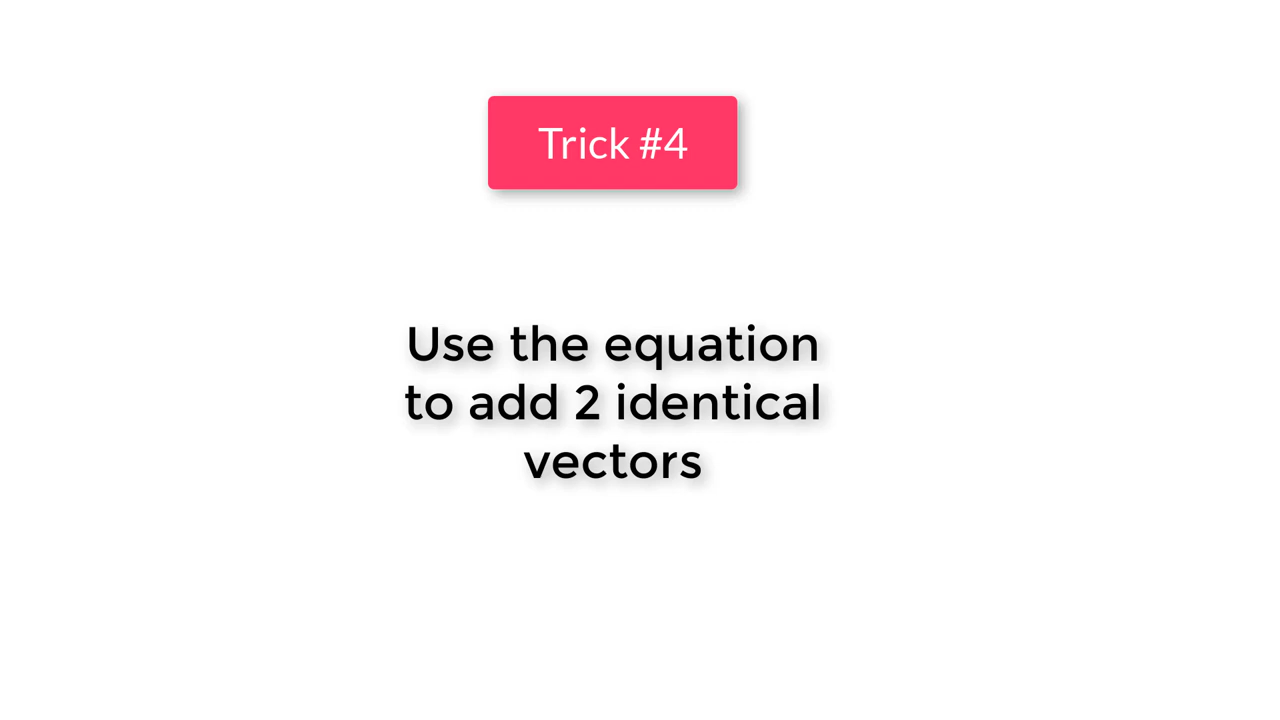 Trick #4
Use the equation
to add 2 identical
vectors